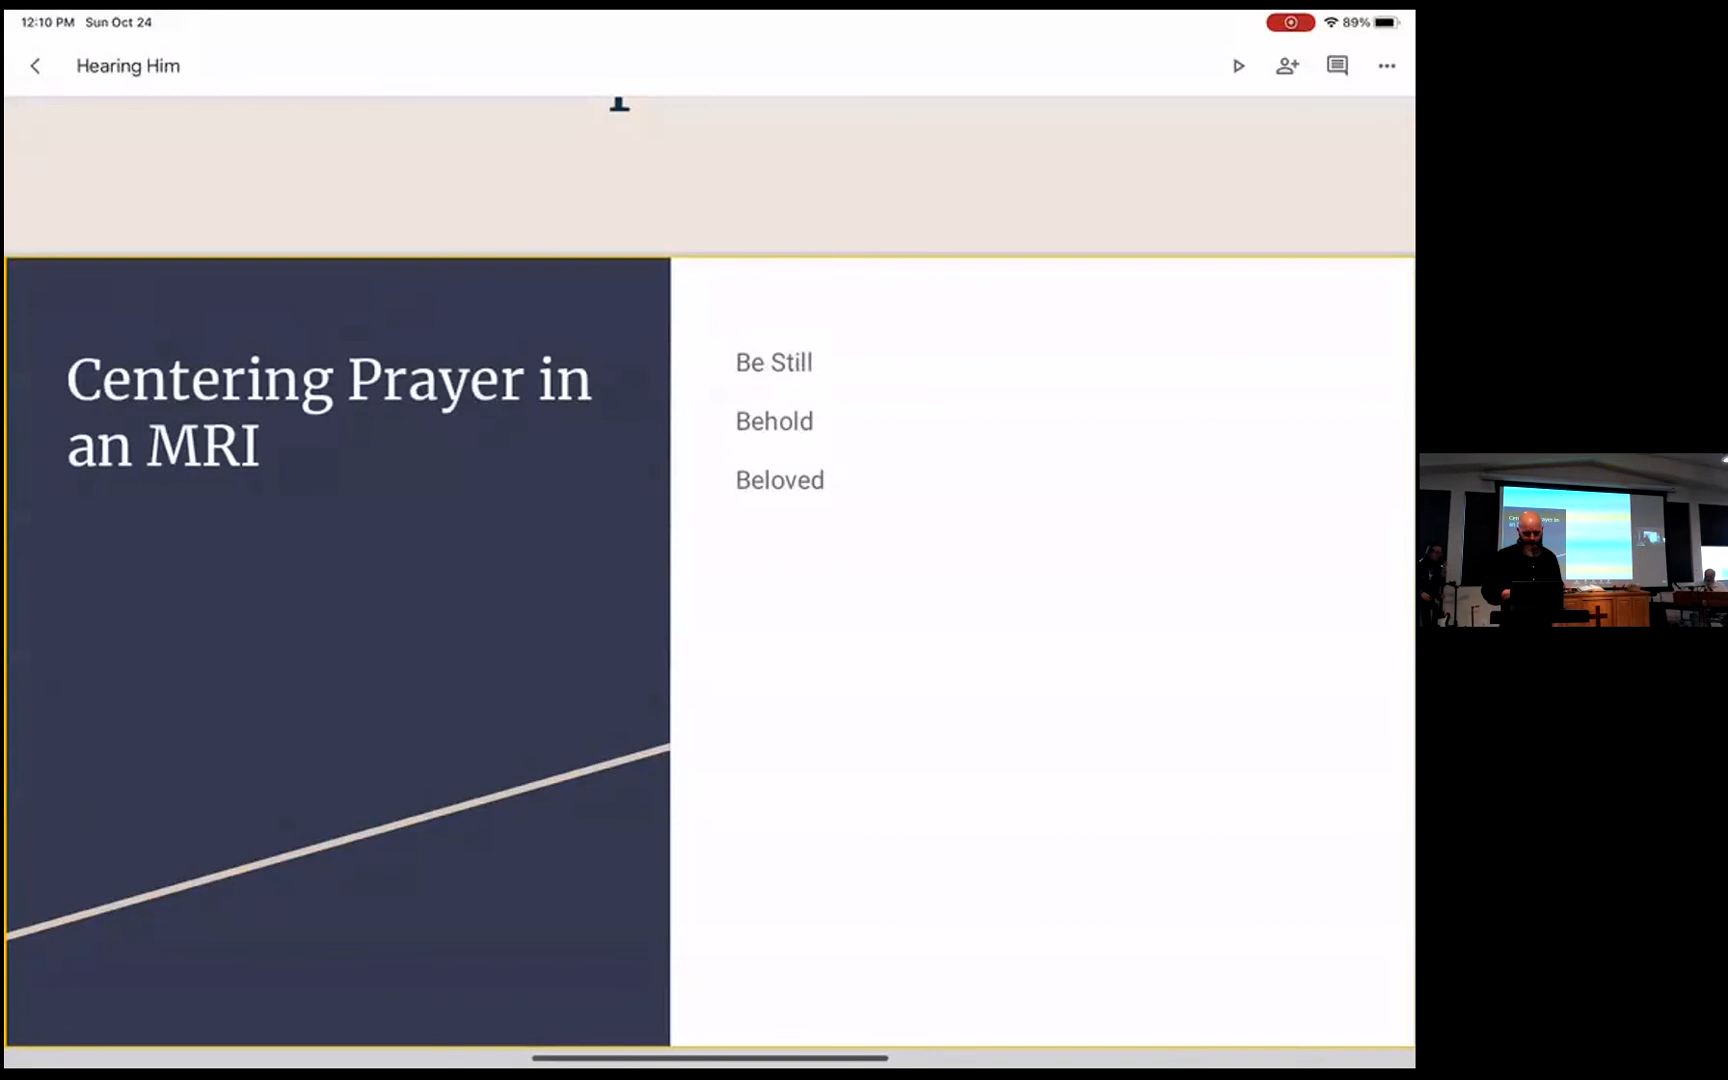 12:10 PM Sun Oct 24
89%
Hearing Him
Centering Prayer in
an MRI
Be Still
Behold
Beloved